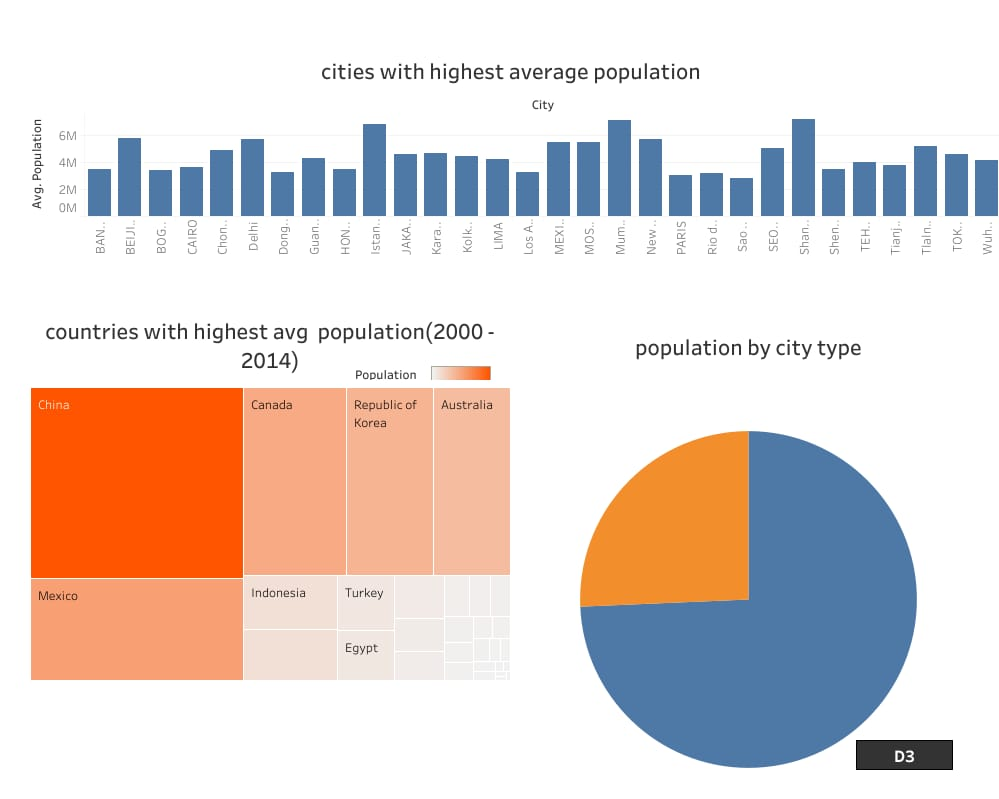 cities with highest average population
City
Avg. Population
6M
4M
2M
0M
BAN..
BEIJI..
BOG..
CAIRO
Chon..
Delhi
Dong..
Guan..
HON..
Istan..
JAKA..
Kara..
Kolk..
LIMA
Los A..
MEXI..
MOS..
Mum..
New ..
PARIS
Rio d..
Sao ..
SEO..
Shan..
Shen..
TEH..
Tianj..
Tlaln..
TOK..
Wuh..
countries with highest avg population(2000 -
2014)
Population
China
Canada
Republic of
Korea
Australia
Mexico
Indonesia
Turkey
Egypt
population by city type
D3